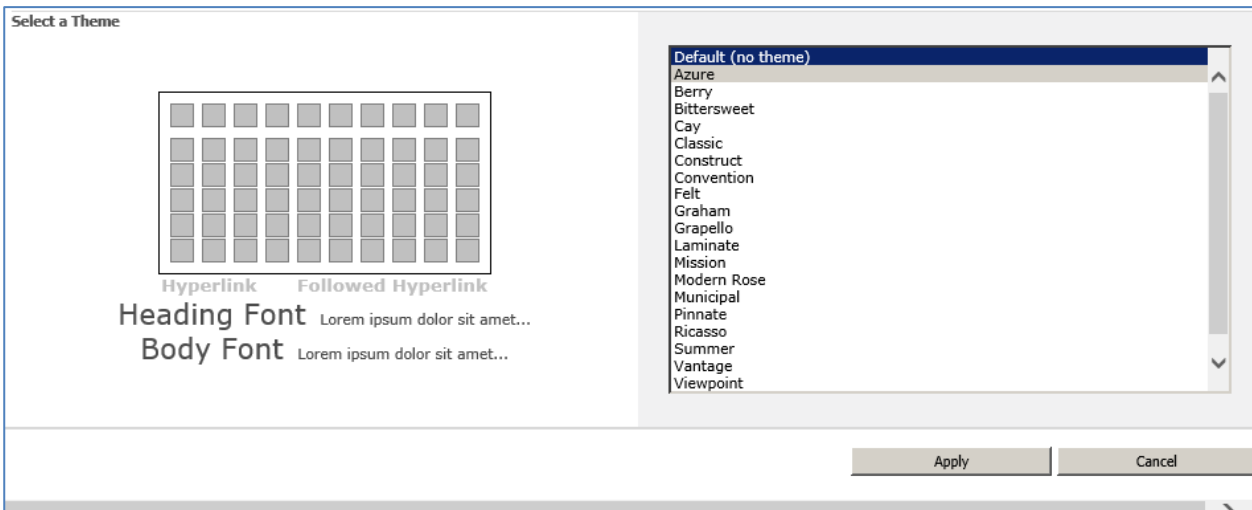 Select a Theme
Hyperlink Followed Hyperlink
Heading Font Lorem ipsum dolor sit amet...
Body Font Lorem ipsum dolor sit amet...
Default (no theme)
Azure
Berry
Bittersweet
Cay
Classic
Construct
Convention
Felt
Graham
Grapello
Laminate
Mission
Modern Rose
Municipal
Pinnate
Ricasso
Summer
Vantage
Viewpoint
Apply Cancel